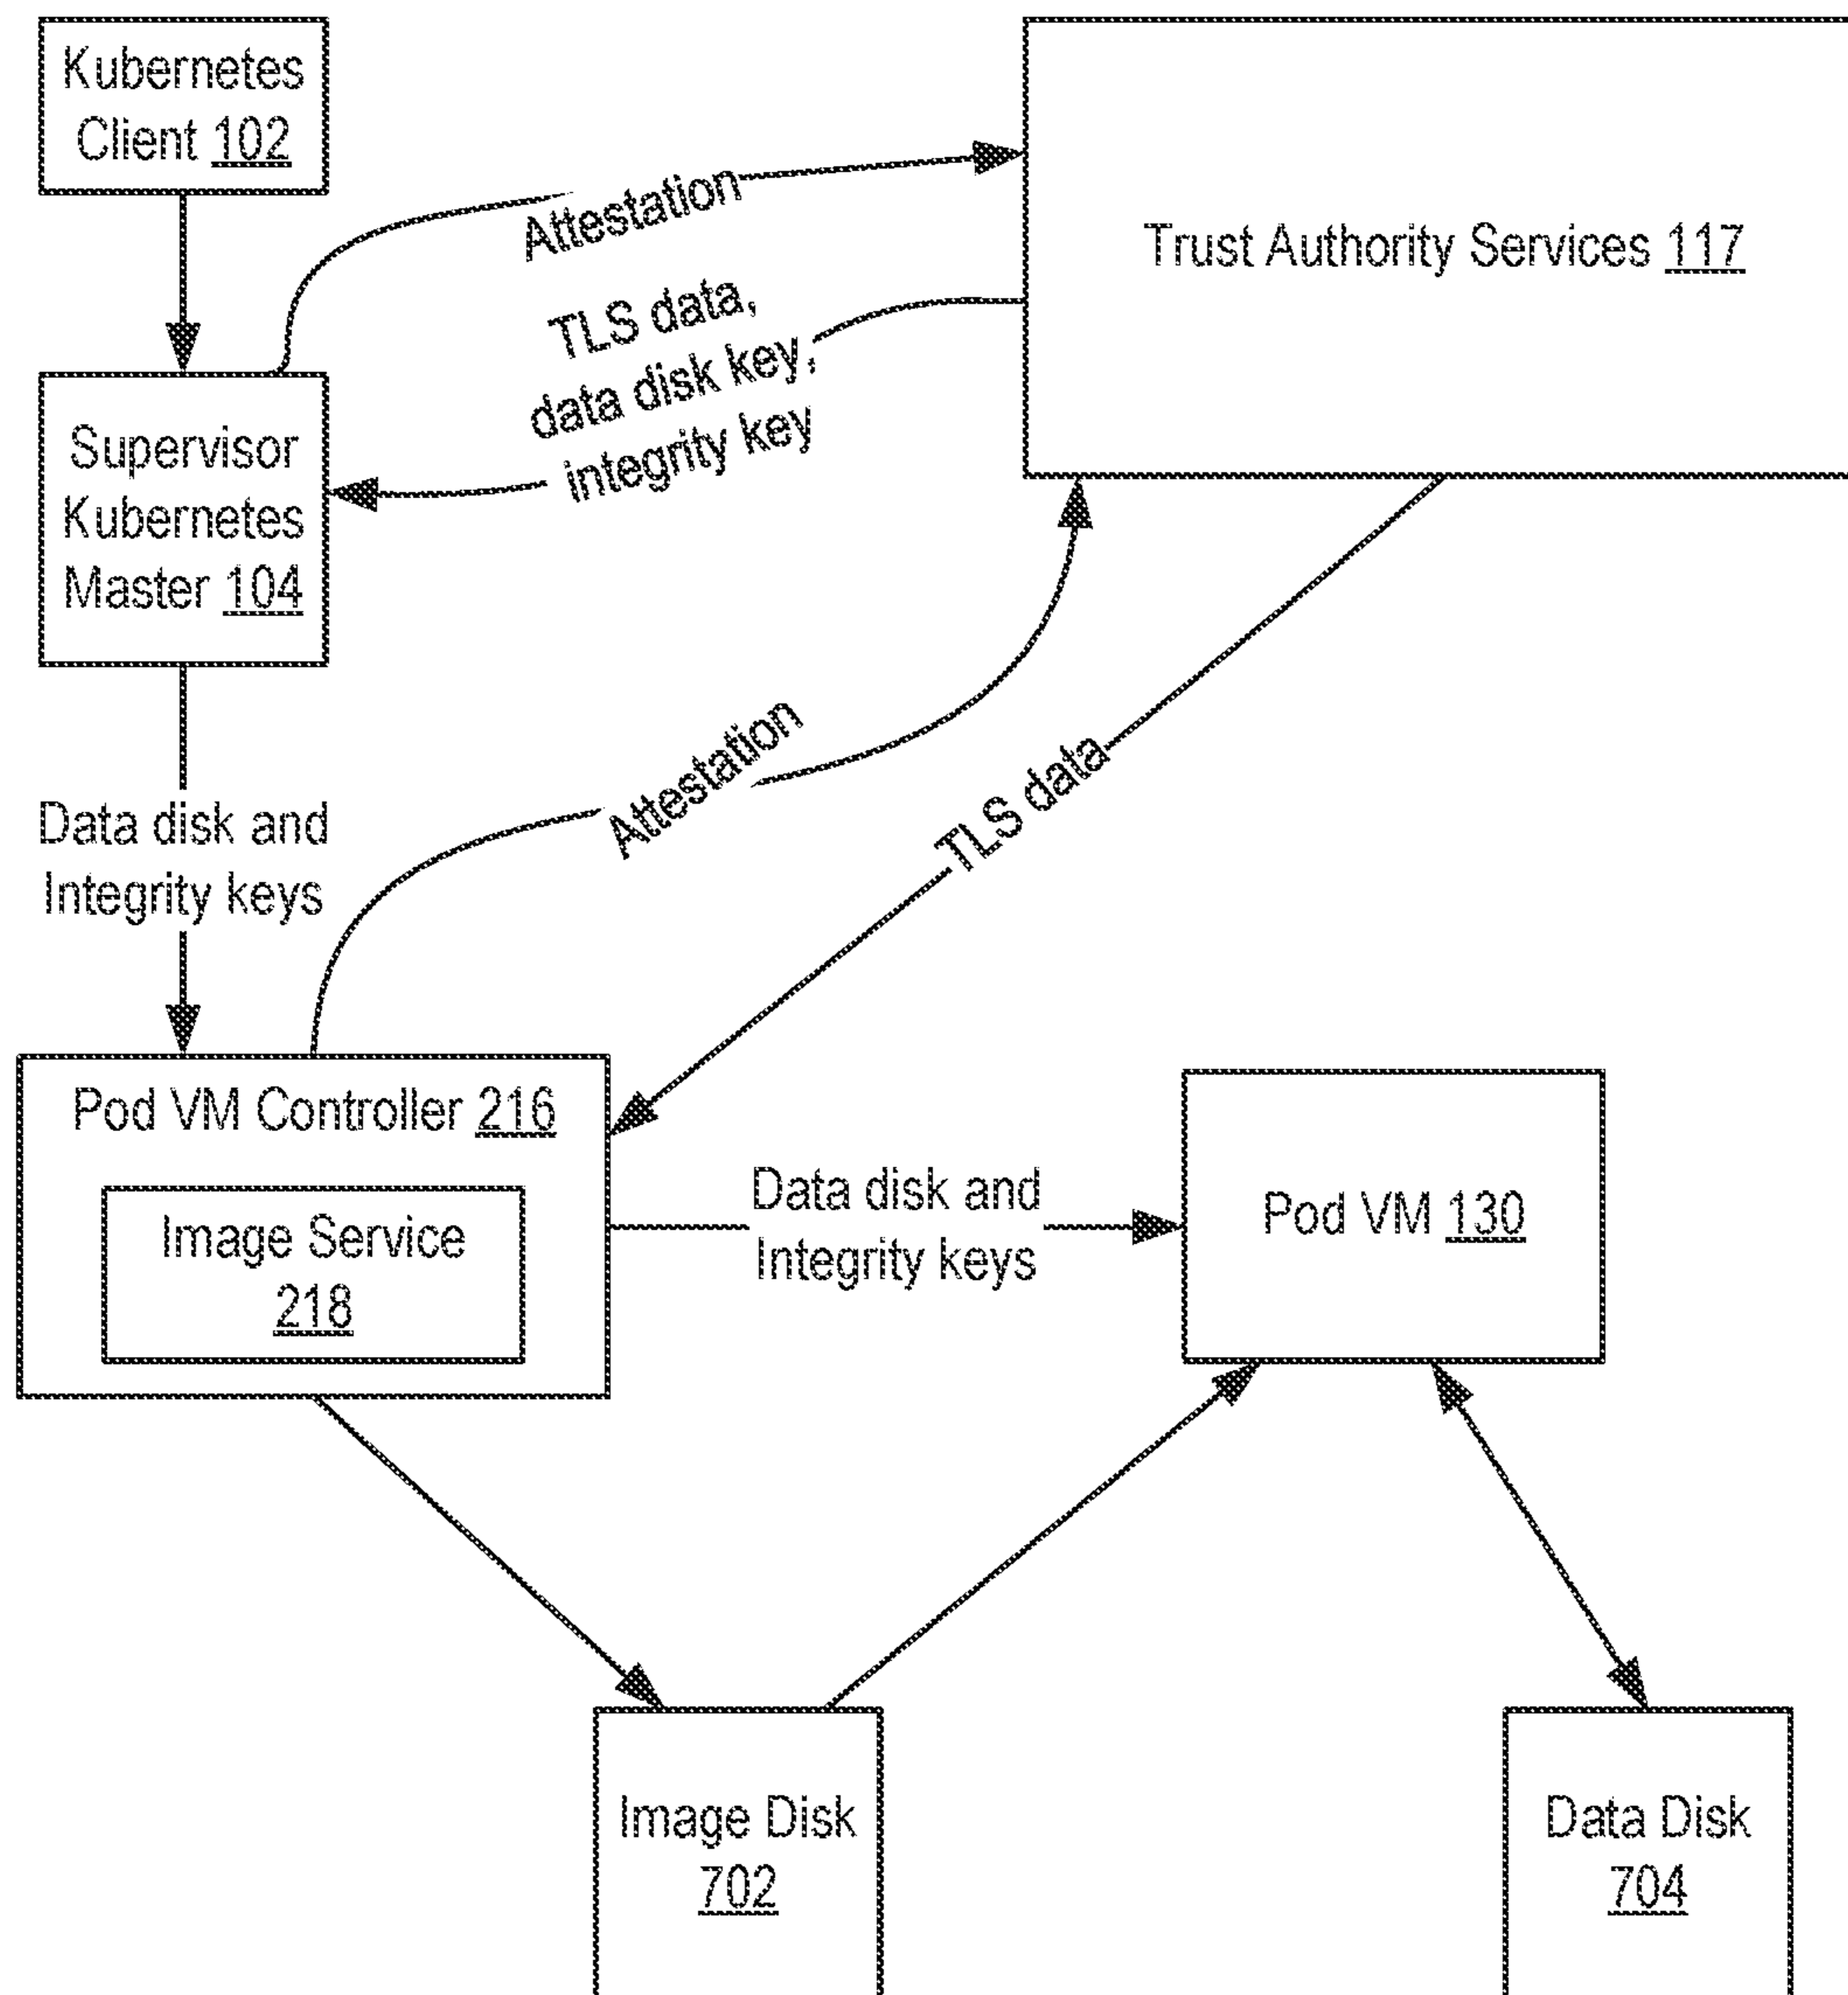 Kubernetes
Client 102
Trust Authority Services 117
Attestation
TLS data,
data disk key,
integrity key
Supervisor
Kubernetes
Master 104
Attestation
TLS data
Data disk and
Integrity keys
Pod VM Controller 216
Image Service
218
Data disk and
Integrity keys
Pod VM 130
Image Disk
702
Data Disk
704